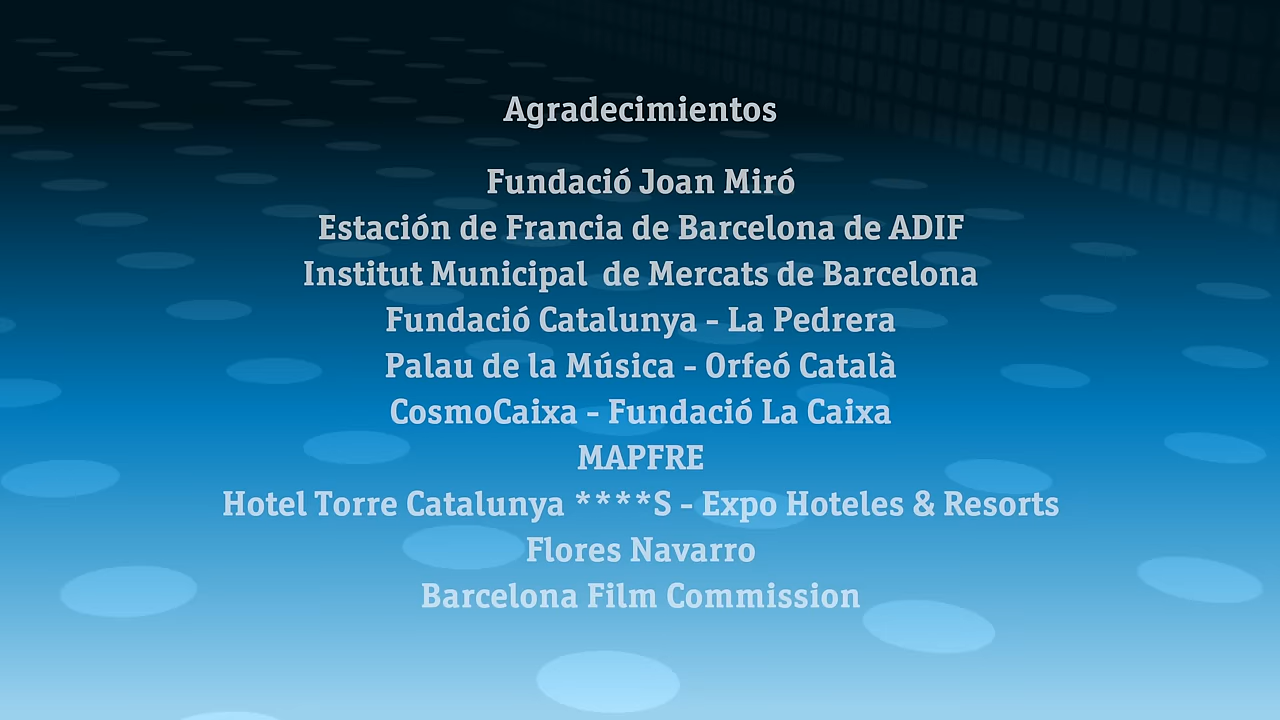 Agradecimientos
Fundació Joan Miró
Estación de Francia de Barcelona de ADIF
Institut Municipal  de Mercats de Barcelona
Fundació Catalunya - La Pedrera
Palau de la Música - Orfeó Català
CosmoCaixa - Fundació La Caixa
MAPFRE
Hotel Torre Catalunya ****S - Expo Hoteles & Resorts
Flores Navarro
Barcelona Film Commission